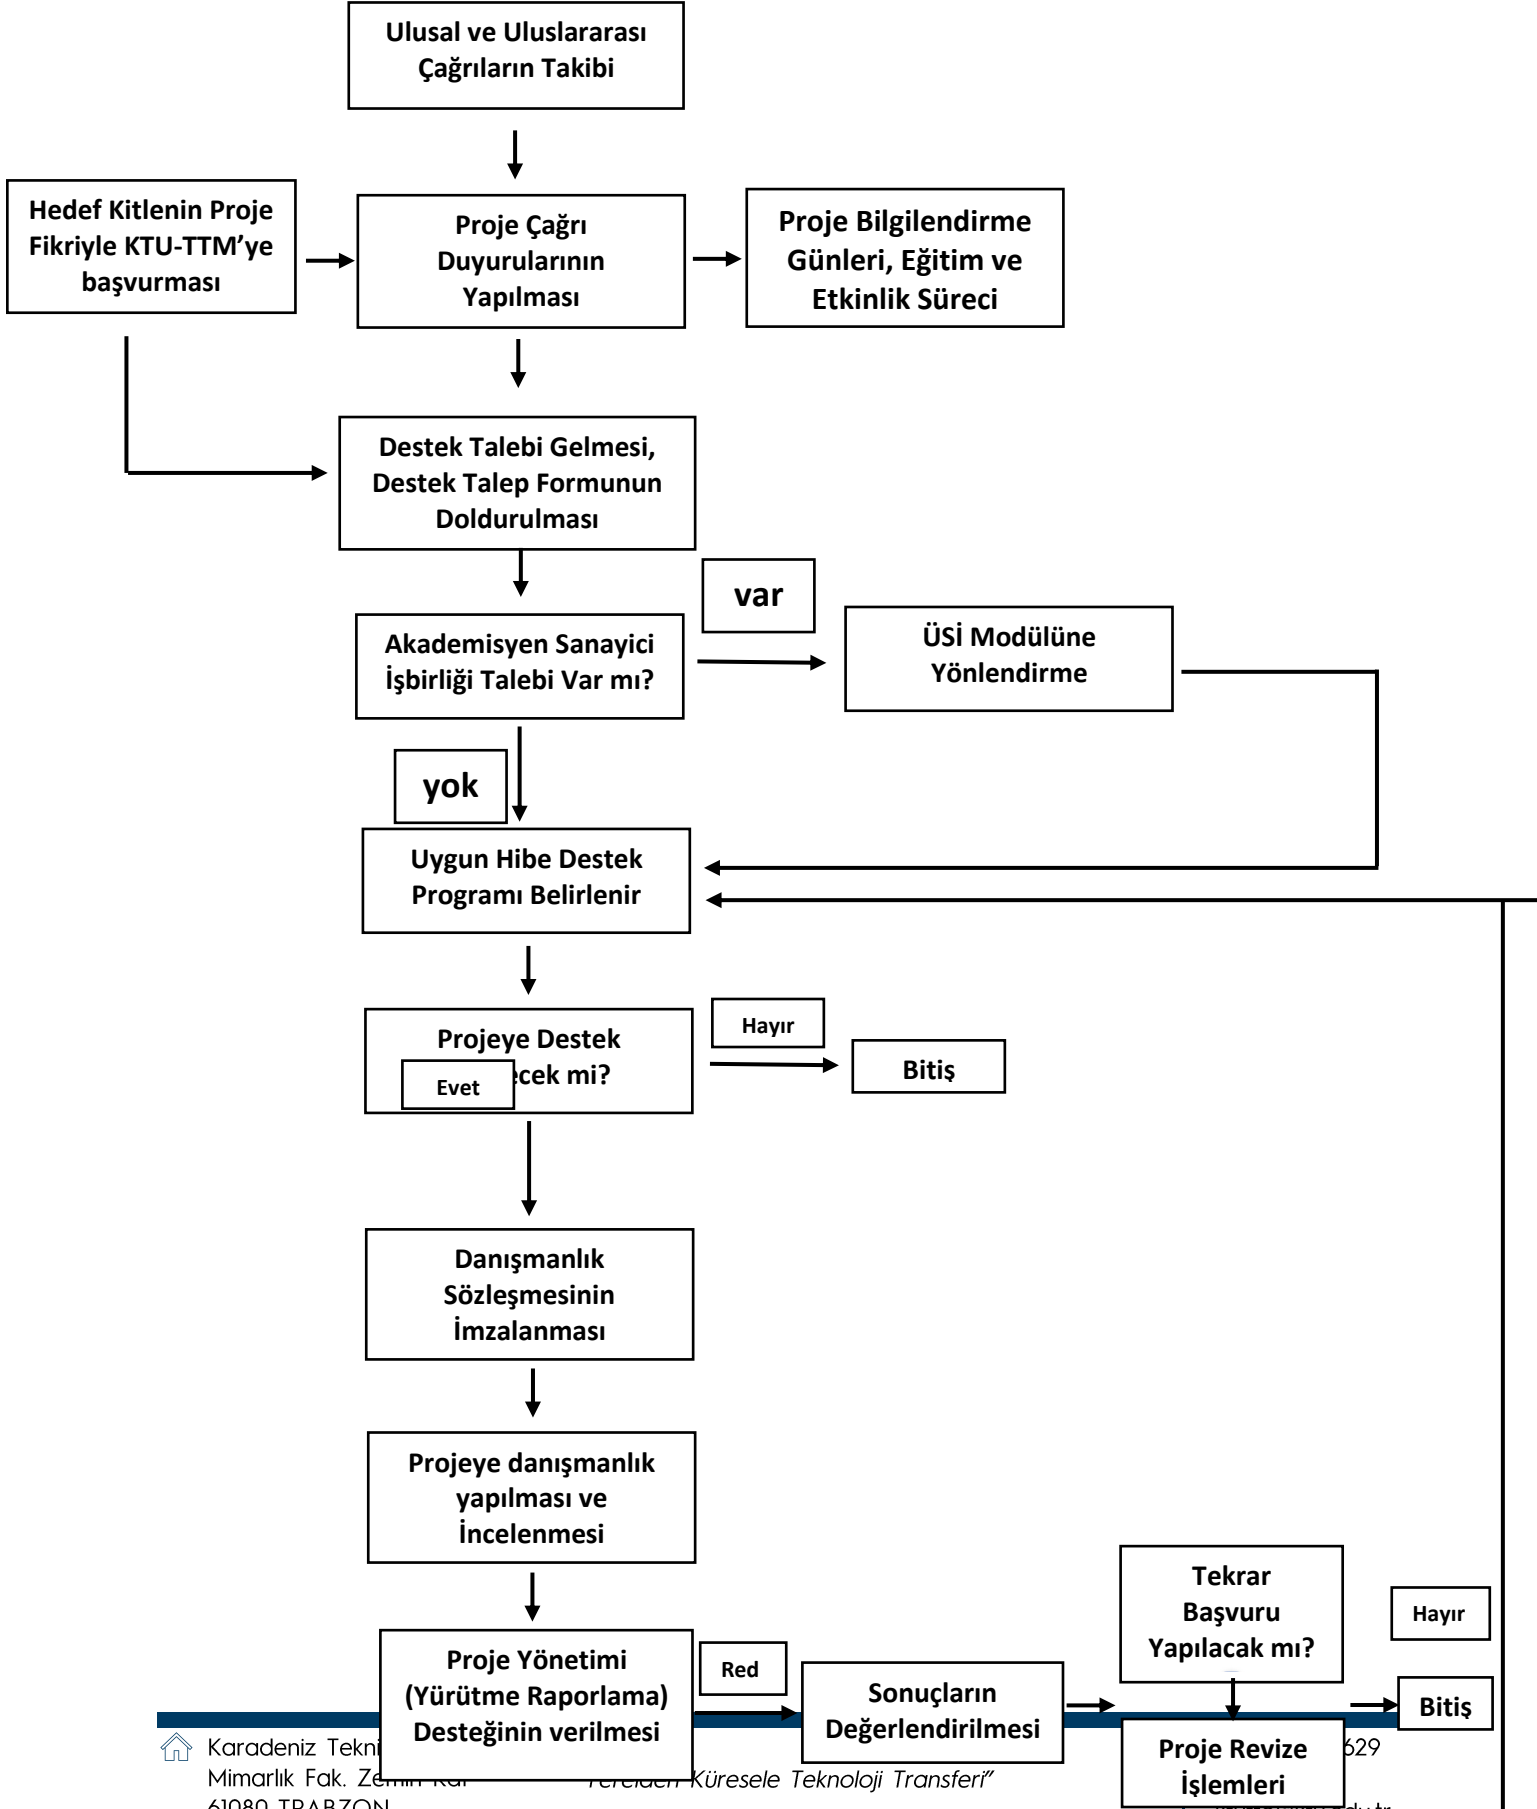 Ulusal ve Uluslararası
Çağrıların Takibi
Hedef Kitlenin Proje
Fikriyle KTU-TTM’ye
başvurması
Proje Çağrı
Duyurularının
Yapılması
Proje Bilgilendirme
Günleri, Eğitim ve
Etkinlik Süreci
Destek Talebi Gelmesi,
Destek Talep Formunun
Doldurulması
var
Akademisyen Sanayici
İşbirliği Talebi Var mı?
ÜSİ Modülüne
Yönlendirme
yok
Uygun Hibe Destek
Programı Belirlenir
Projeye Destek
mi?
Evet
Hayır
Bitiş
Danışmanlık
Sözleşmesinin
İmzalanması
Projeye danışmanlık
yapılması ve
İncelenmesi
Proje Yönetimi
(Yürütme Raporlama)
Desteğinin verilmesi
Red
Sonuçların
Değerlendirilmesi
Tekrar
Başvuru
Yapılacak mı?
Hayır
Bitiş
Proje Revize
İşlemleri
Karadeniz
Mimarlık Fak.
61080 TRABZON
Küresele Teknoloji Transferi”
629